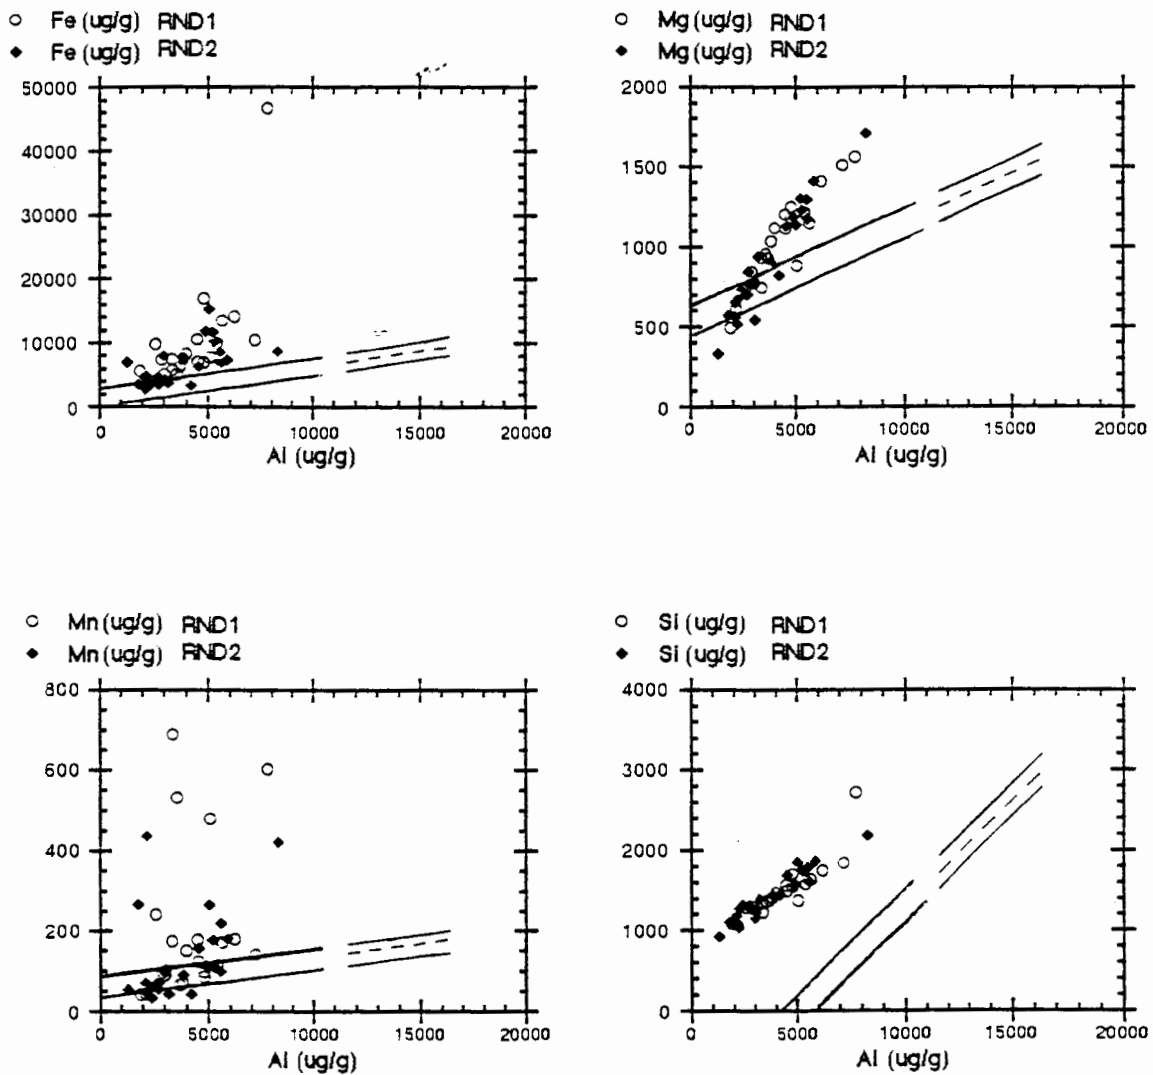 ○ Fe (ug/g) RND1
◆ Fe (ug/g) RND2
50000
40000
30000
20000
10000
0
0 5000 10000 15000 20000
Al (ug/g)
○ Mg (ug/g) RND1
◆ Mg (ug/g) RND2
2000
1500
1000
500
0
0 5000 10000 15000 20000
Al (ug/g)
○ Mn (ug/g) RND1
◆ Mn (ug/g) RND2
800
600
400
200
0
0 5000 10000 15000 20000
Al (ug/g)
○ Si (ug/g) RND1
◆ Si (ug/g) RND2
4000
3000
2000
1000
0
0 5000 10000 15000 20000
Al (ug/g)